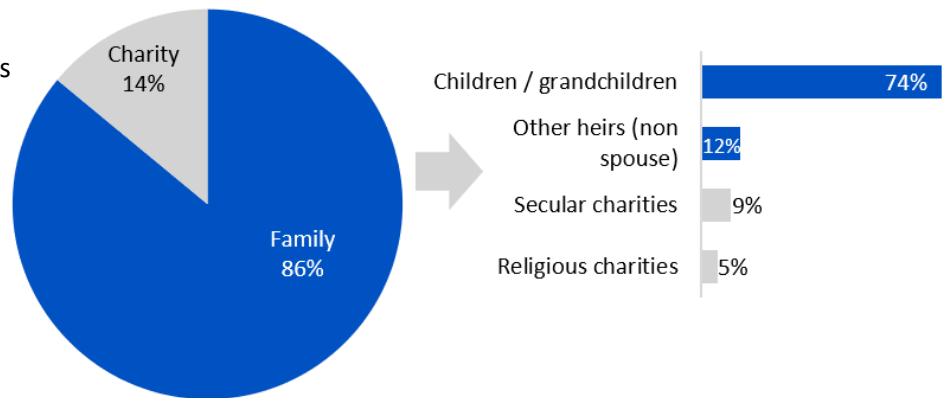 s
Charity
14%
Family
86%
Children / grandchildren
74%
Other heirs (non
spouse)
12%
Secular charities
9%
Religious charities
5%